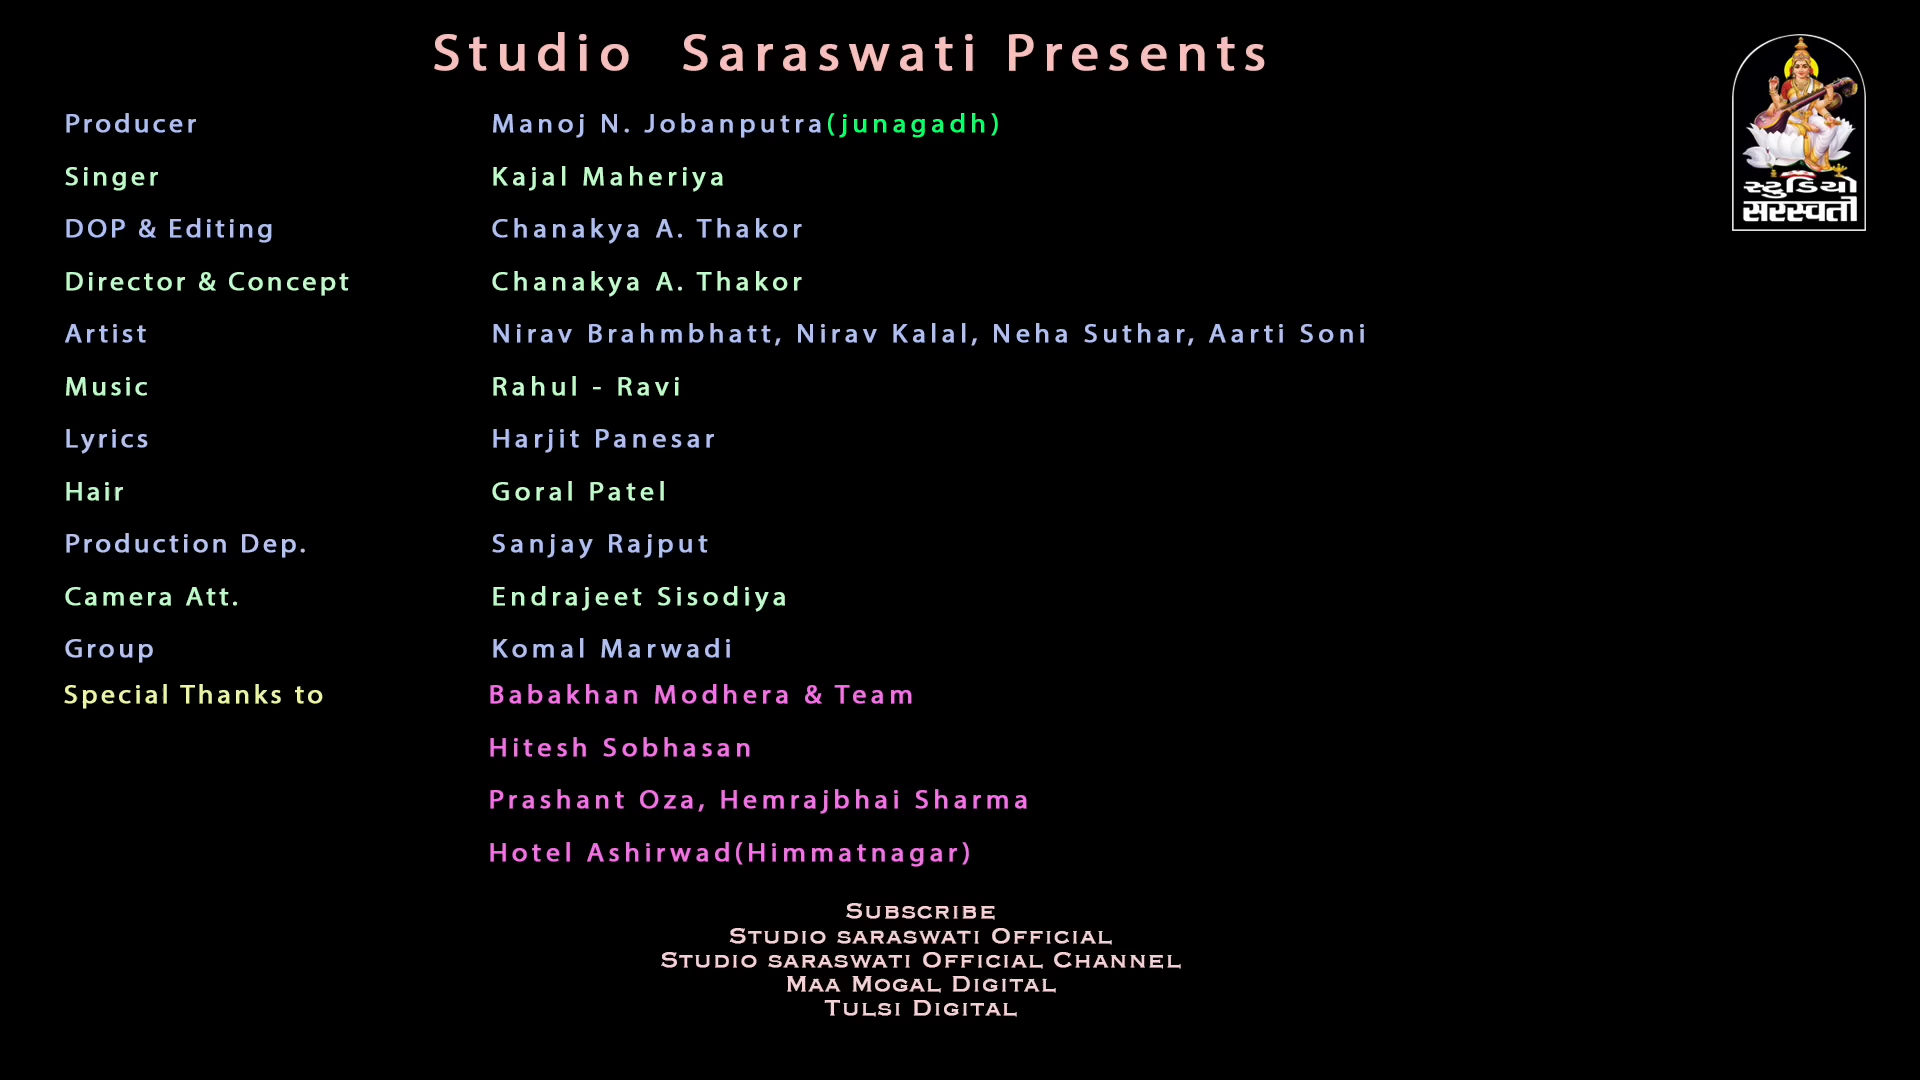 Studio Saraswati Presents
Producer Manoj N. Jobanputra(junagadh)
Singer Kajal Maheriya
DOP & Editing Chanakya A. Thakor
Director & Concept Chanakya A. Thakor
Artist Nirav Brahmbhatt, Nirav Kalal, Neha Suthar, Aarti Soni
Music Rahul - Ravi
Lyrics Harjit Panesar
Hair Goral Patel
Production Dep. Sanjay Rajput
Camera Att. Endrajeet Sisodiya
Group Komal Marwadi
Special Thanks to Babakhan Modhera & Team
Hitesh Sobhasan
Prashant Oza, Hemrajbhai Sharma
Hotel Ashirwad(Himmatnagar)
સ્ટુડિયો
સરસ્વતી
Subscribe
Studio saraswati Official
Studio saraswati Official Channel
Maa Mogal Digital
Tulsi Digital